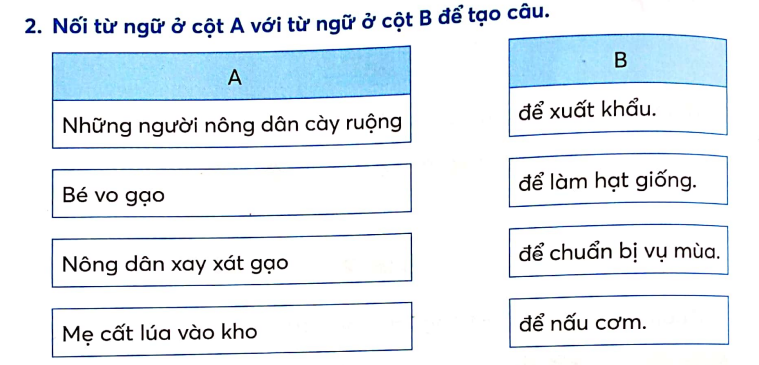 2. Nối từ ngữ ở cột A với từ ngữ ở cột B để tạo câu.
A
Những người nông dân cày ruộng
Bé vo gạo
Nông dân xay xát gạo
Mẹ cất lúa vào kho
B
để xuất khẩu.
để làm hạt giống.
để chuẩn bị vụ mùa.
để nấu cơm.